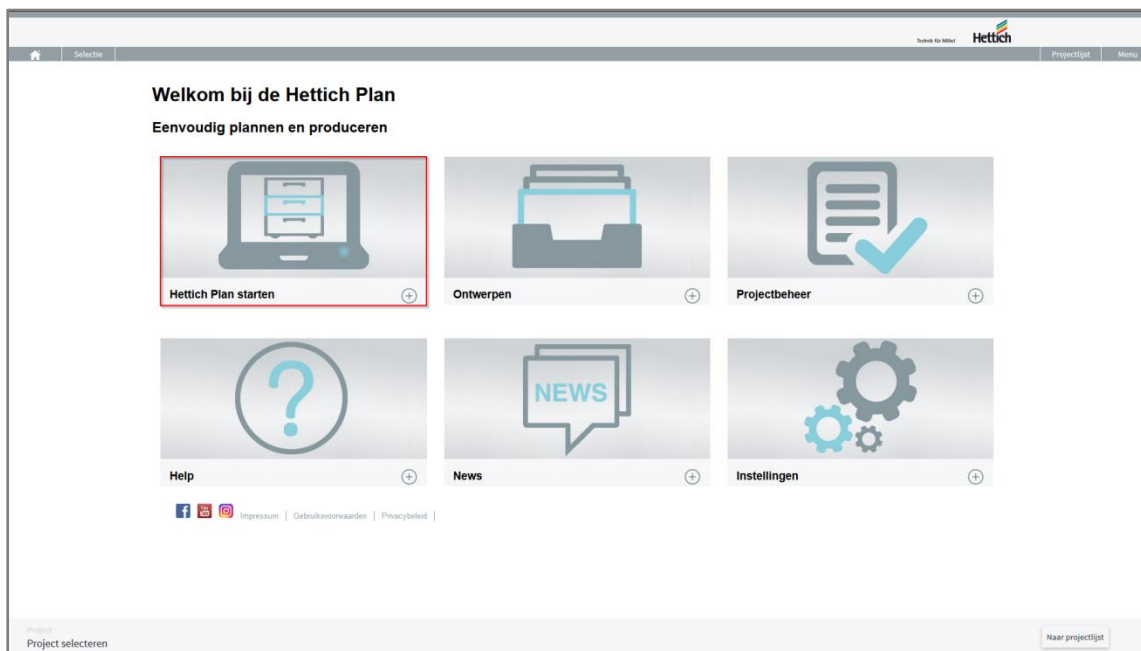 Technik für Möbel
Hettich
Selectie
Projectlijst
Menu
Welkom bij de Hettich Plan
Eenvoudig plannen en produceren
Hettich Plan starten
Ontwerpen
Projectbeheer
NEWS
Help
News
Instellingen
Impressum | Gebruiksvoorwaarden | Privacybeleid |
Project
Project selecteren
Naar projectlijst